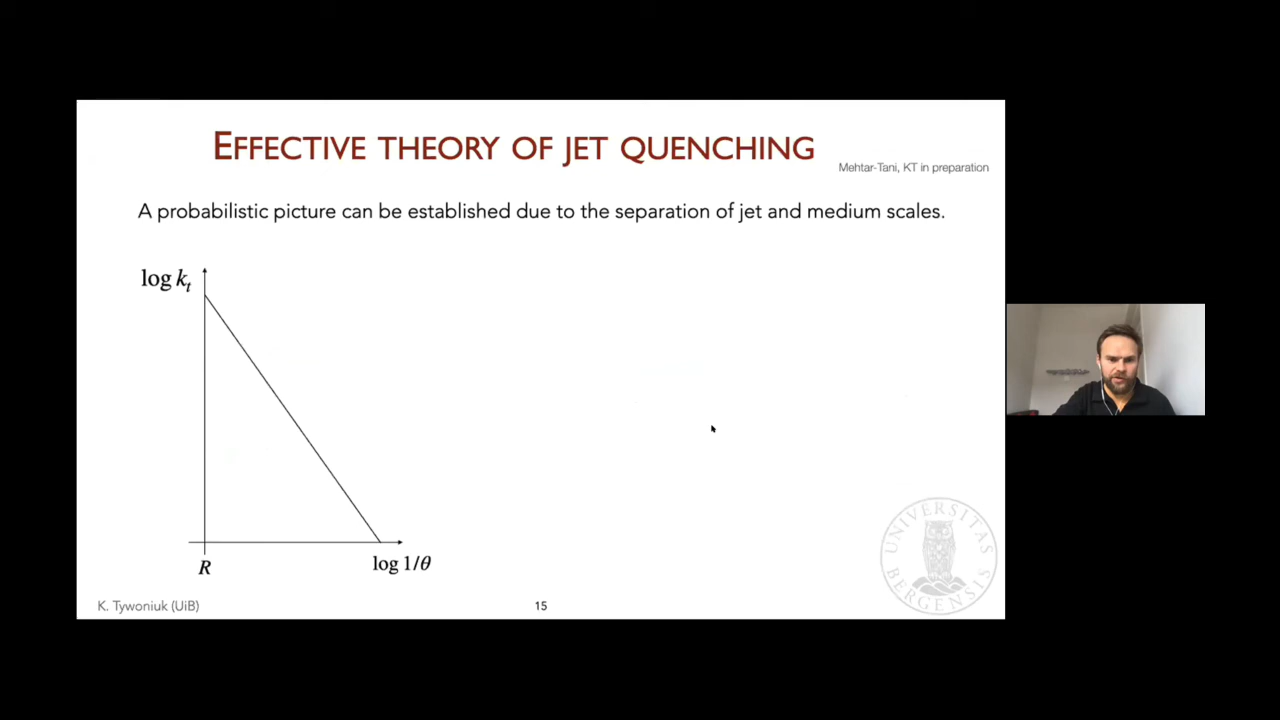 EFFECTIVE THEORY OF JET QUENCHING
Mehtar-Tani, KT in preparation
A probabilistic picture can be established due to the separation of jet and medium scales.
log k_t
R
log 1/θ
UNIVERSITAS
BERGENSIS
K. Tywoniuk (UiB)
15